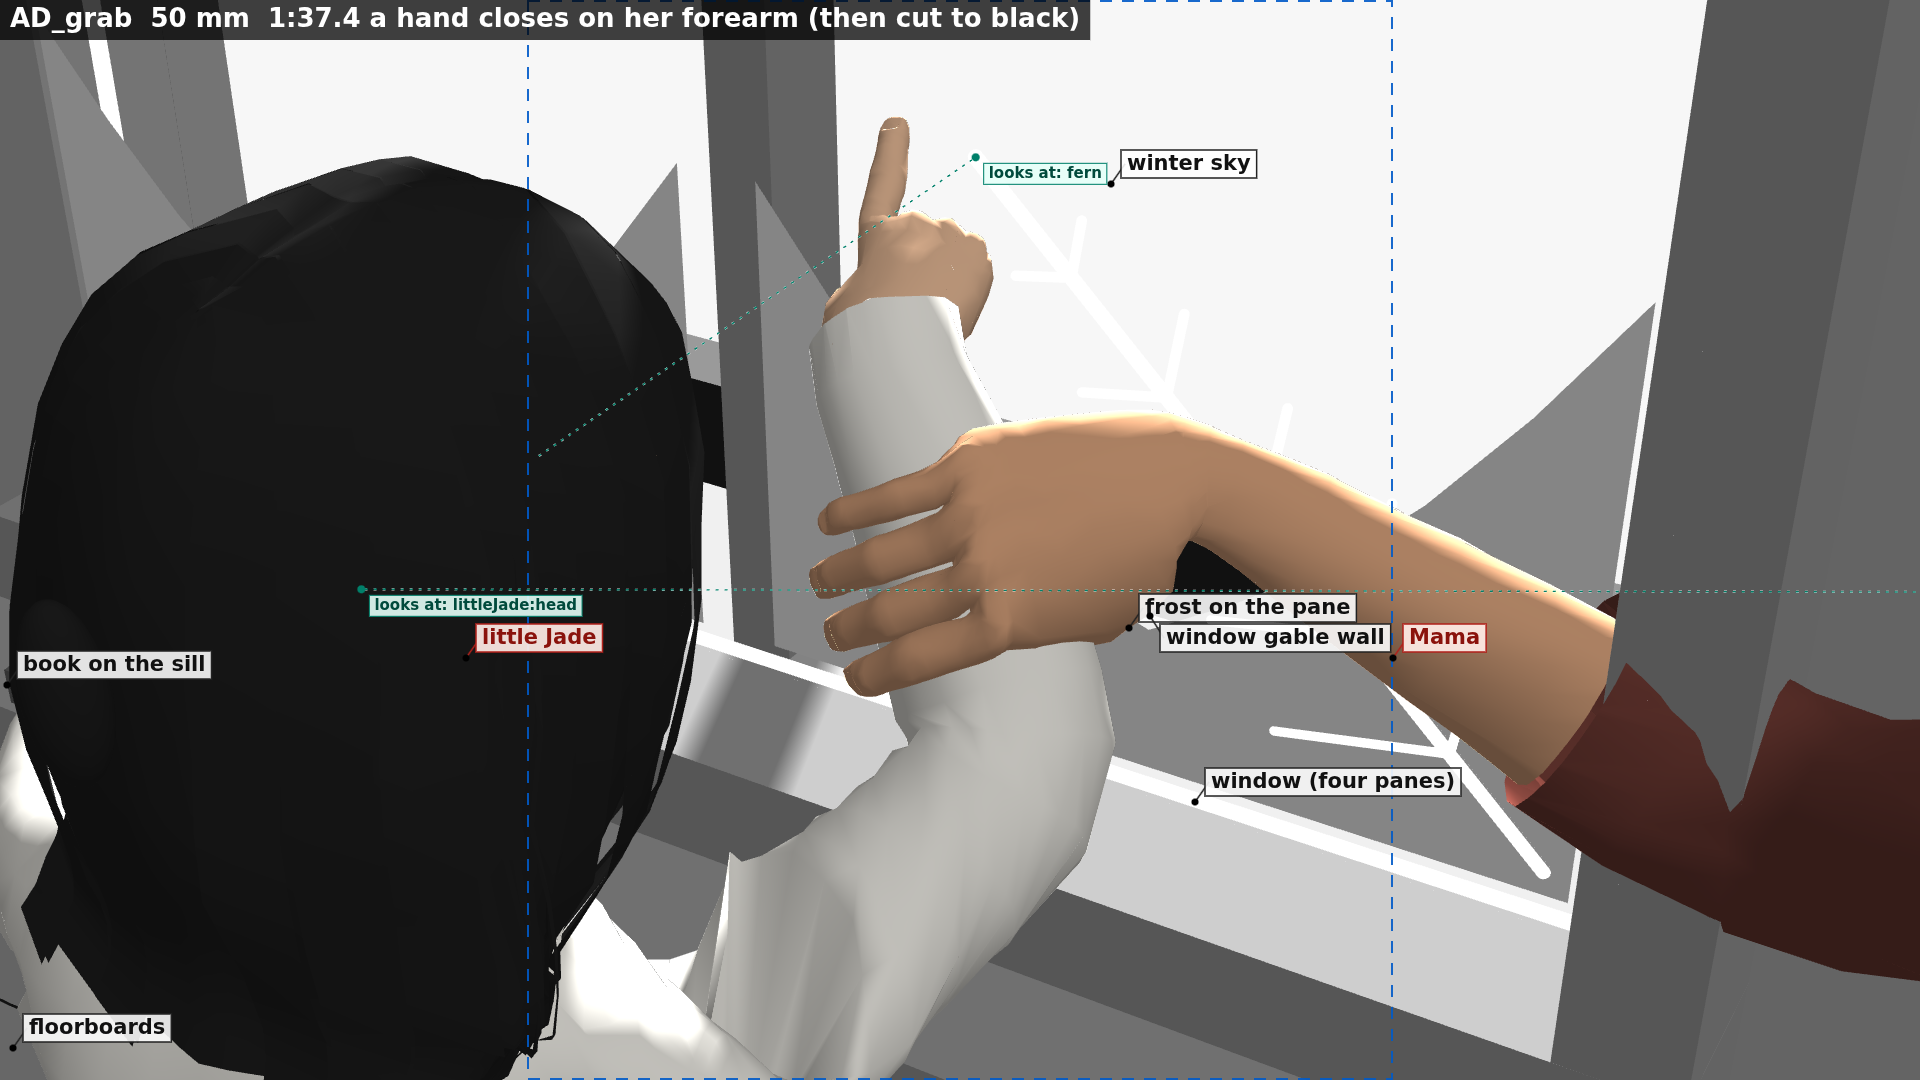 AD_grab  50 mm  1:37.4 a hand closes on her forearm (then cut to black)
winter sky
looks at: fern
looks at: littleJade:head
frost on the pane
little Jade
window gable wall
Mama
book on the sill
window (four panes)
floorboards